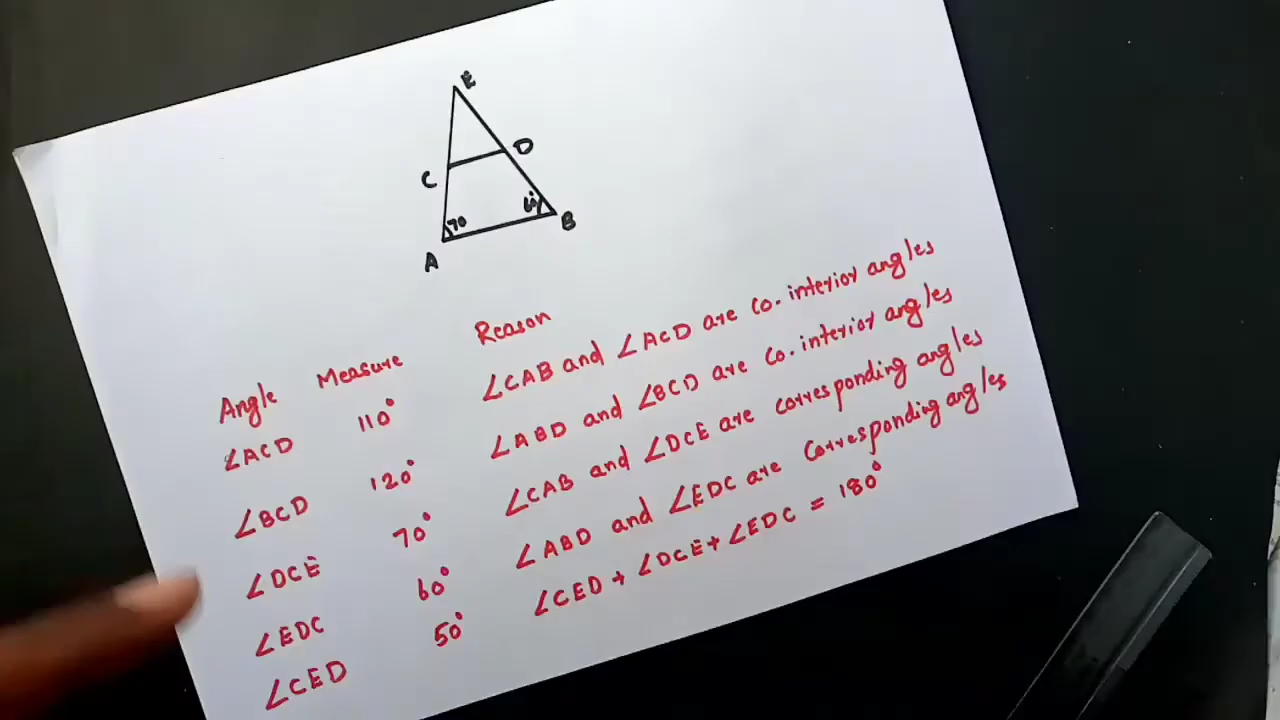 E
D
C
60°
70
B
A
Angle Measure Reason
∠ACD 110° ∠CAB and ∠ACD are co. interior angles
∠BCD 120° ∠ABD and ∠BCD are co. interior angles
∠DCE 70° ∠CAB and ∠DCE are corresponding angles
∠EDC 60° ∠ABD and ∠EDC are corresponding angles
∠CED 50° ∠CED + ∠DCE + ∠EDC = 180°